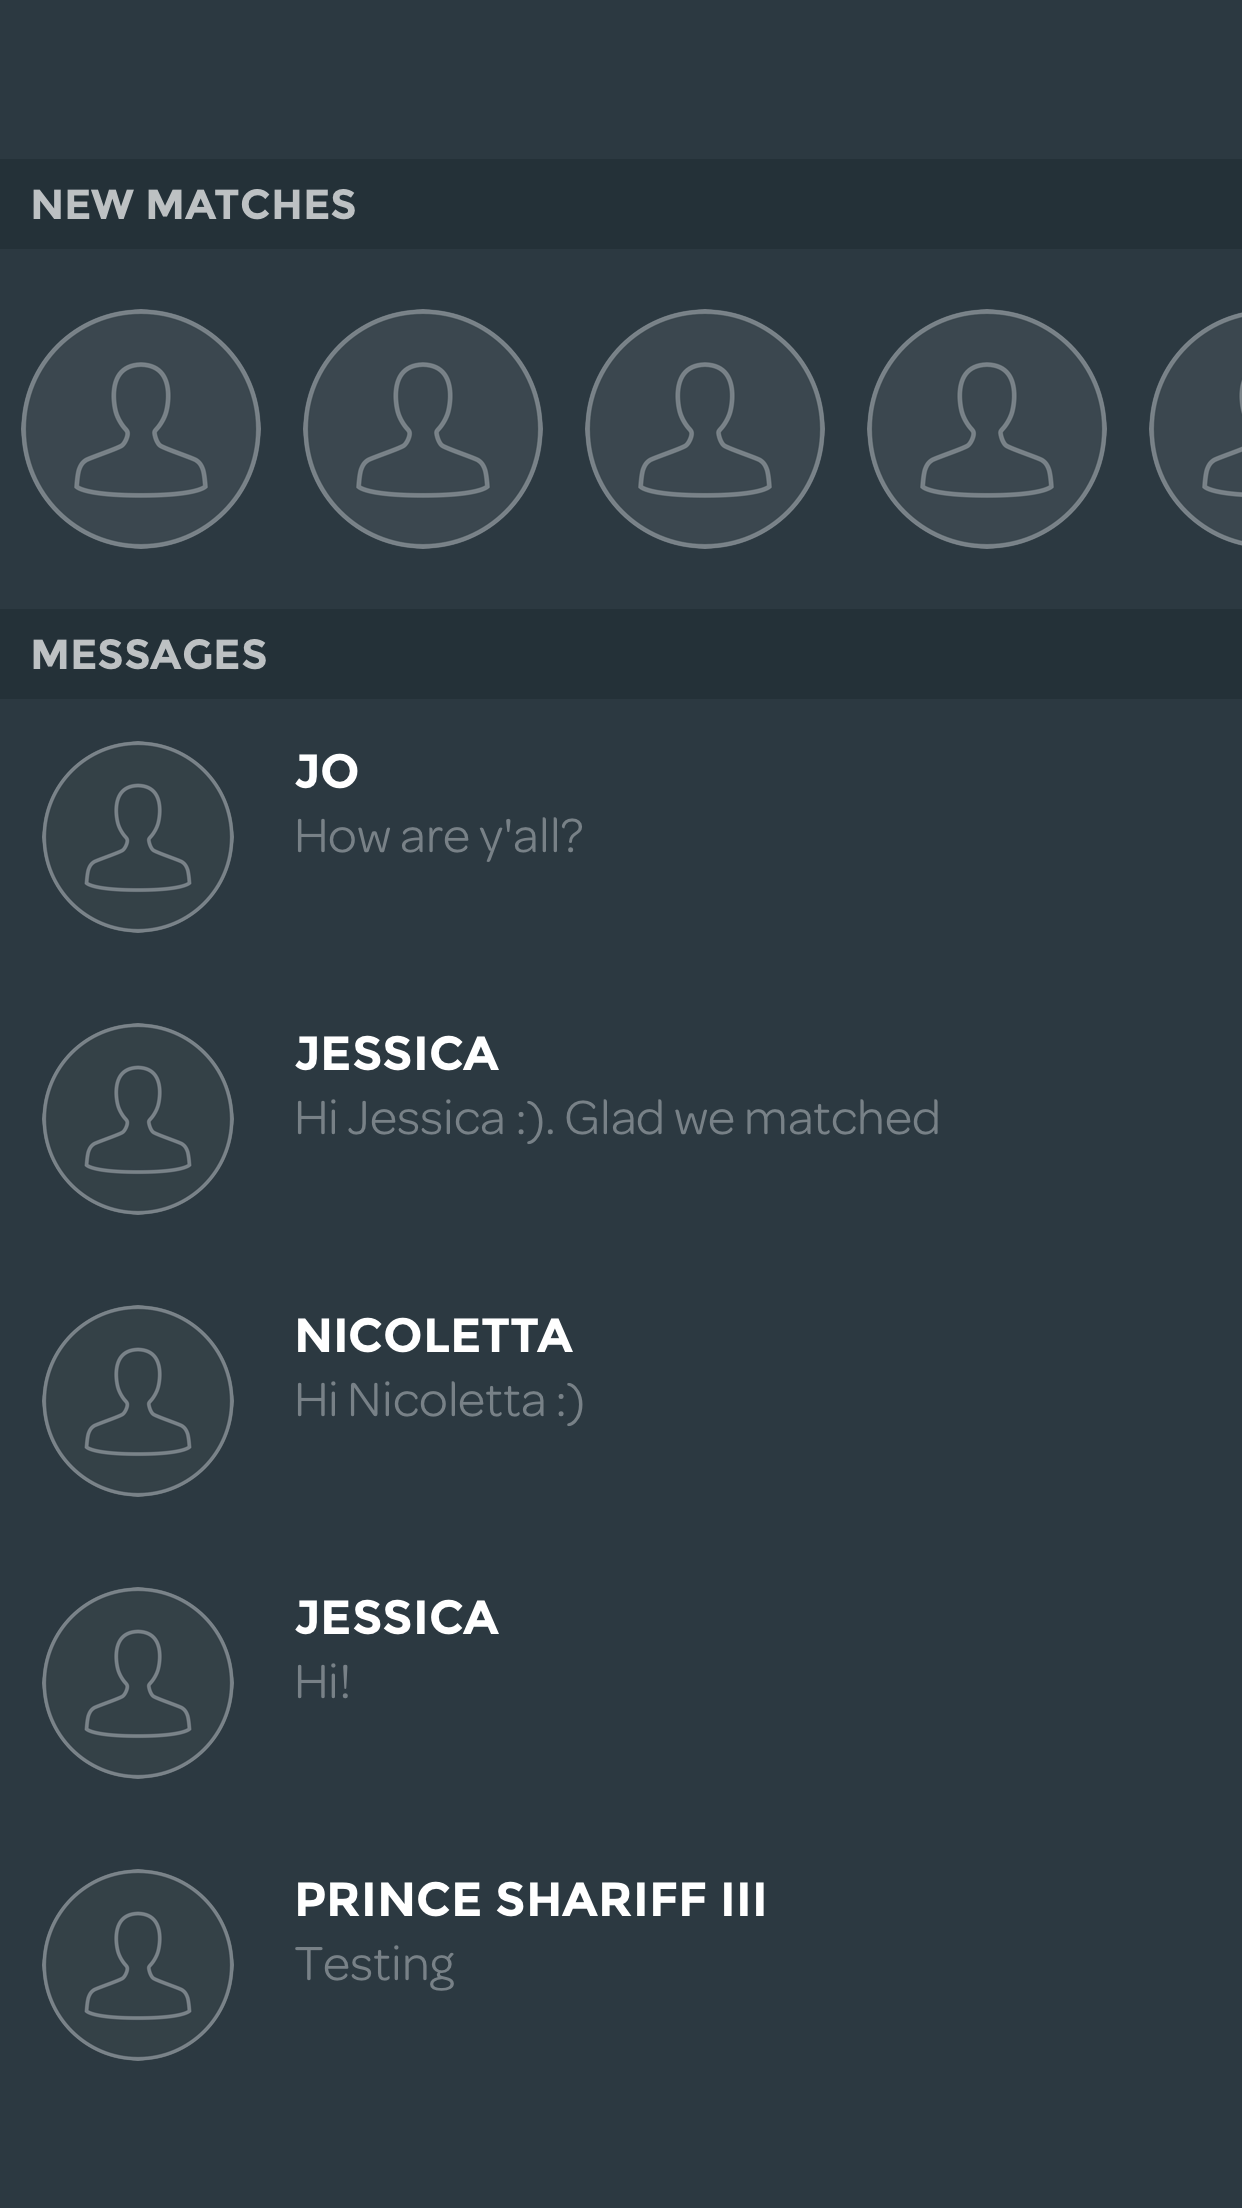 NEW MATCHES
MESSAGES
JO
How are y'all?
JESSICA
Hi Jessica :). Glad we matched
NICOLETTA
Hi Nicoletta :)
JESSICA
Hi!
PRINCE SHARIFF III
Testing